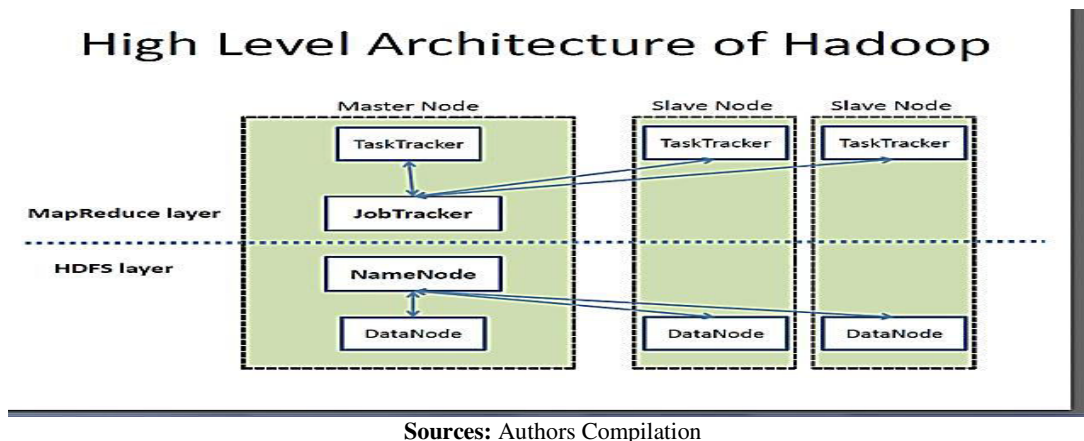 High Level Architecture of Hadoop
Master Node
Slave Node
Slave Node
TaskTracker
TaskTracker
TaskTracker
MapReduce layer
JobTracker
HDFS layer
NameNode
DataNode
DataNode
DataNode
Sources: Authors Compilation